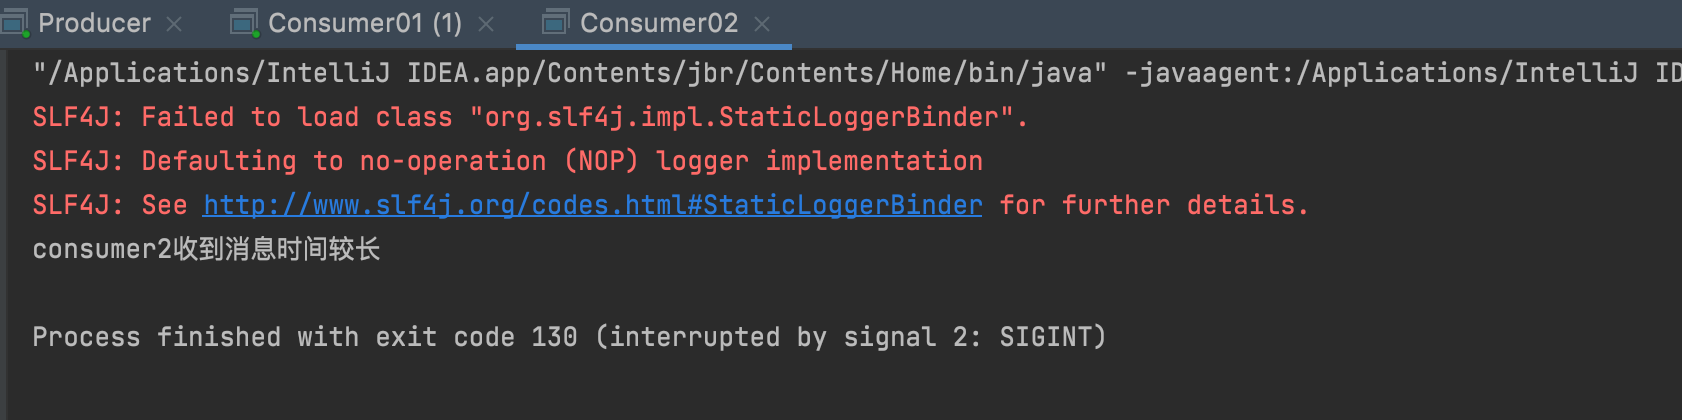 Producer Consumer01 (1) Consumer02
"/Applications/IntelliJ IDEA.app/Contents/jbr/Contents/Home/bin/java" -javaagent:/Applications/IntelliJ ID
SLF4J: Failed to load class "org.slf4j.impl.StaticLoggerBinder".
SLF4J: Defaulting to no-operation (NOP) logger implementation
SLF4J: See http://www.slf4j.org/codes.html#StaticLoggerBinder for further details.
consumer2收到消息时间较长
Process finished with exit code 130 (interrupted by signal 2: SIGINT)